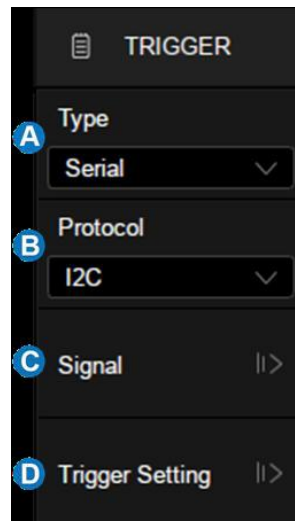 TRIGGER
A
Type
Serial
B
Protocol
I2C
C
Signal
D
Trigger Setting